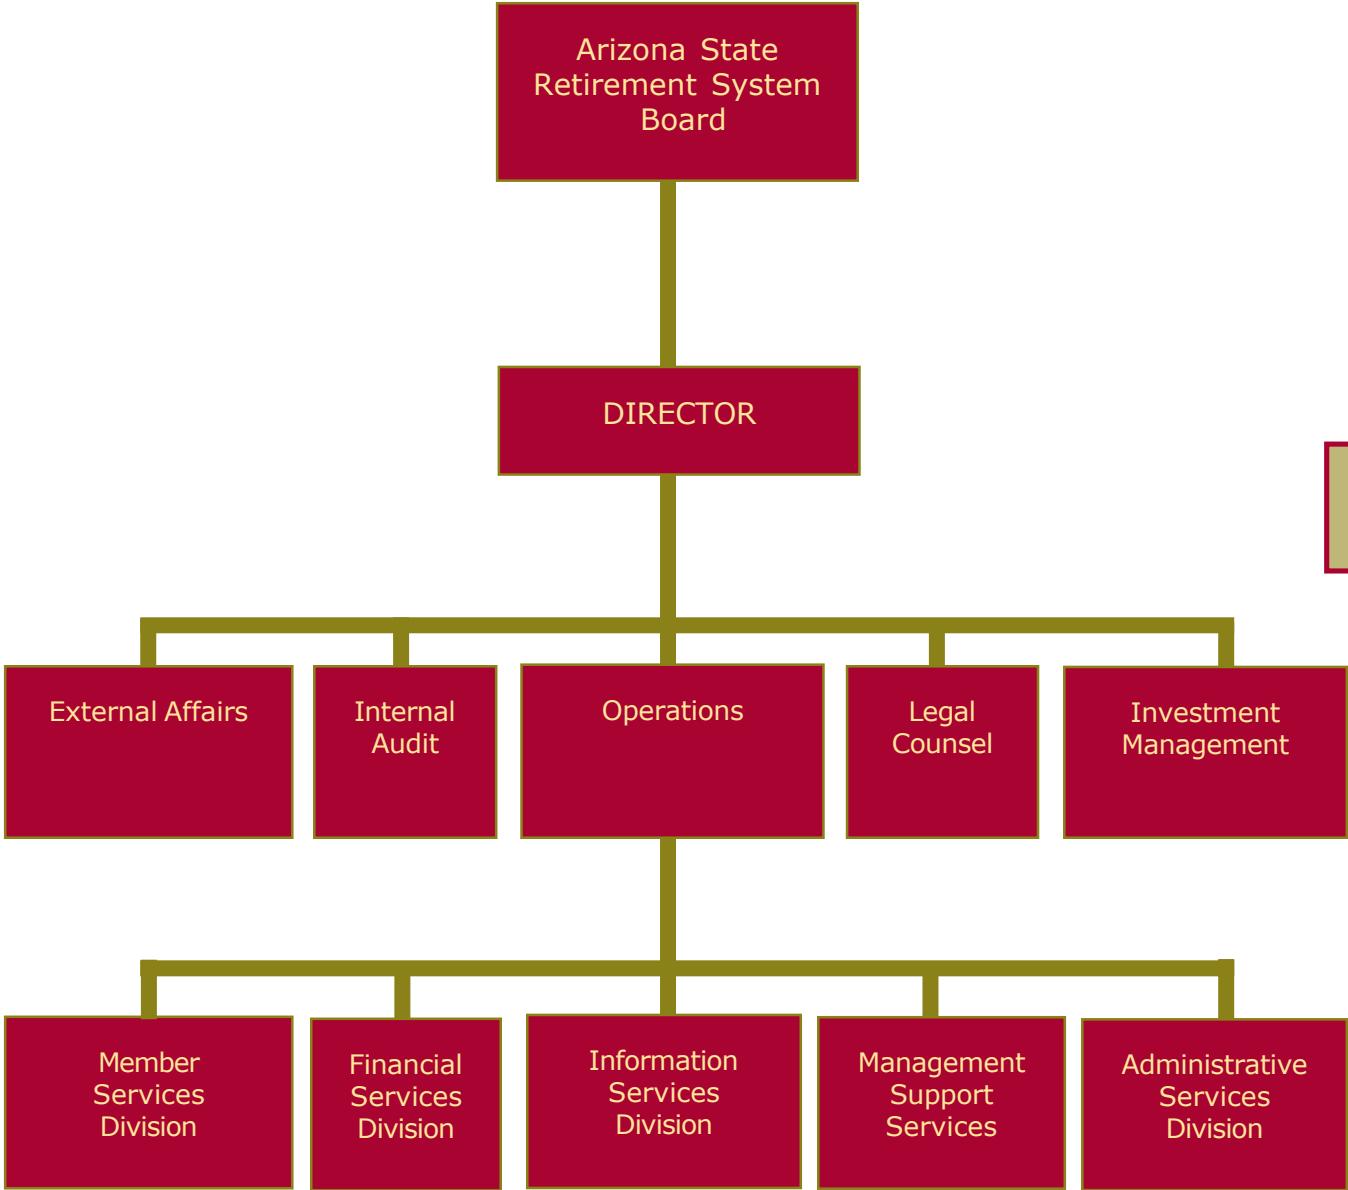 Arizona State
Retirement System
Board
DIRECTOR
External Affairs
Internal
Audit
Operations
Legal
Counsel
Investment
Management
Member
Services
Division
Financial
Services
Division
Information
Services
Division
Management
Support
Services
Administrative
Services
Division